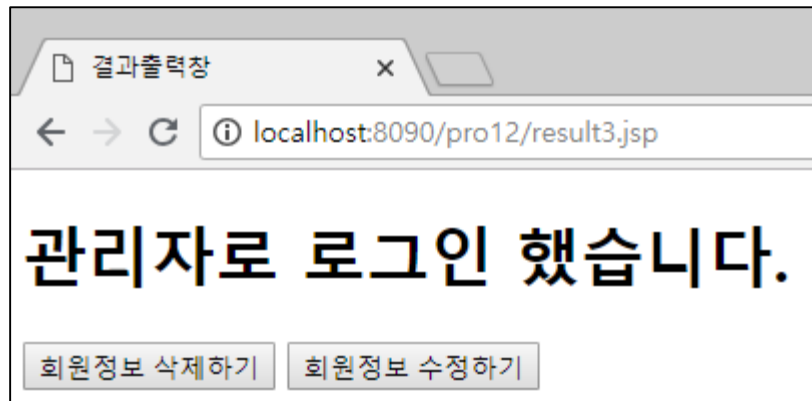 결과출력창
localhost:8090/pro12/result3.jsp
관리자로 로그인 했습니다.
회원정보 삭제하기 회원정보 수정하기